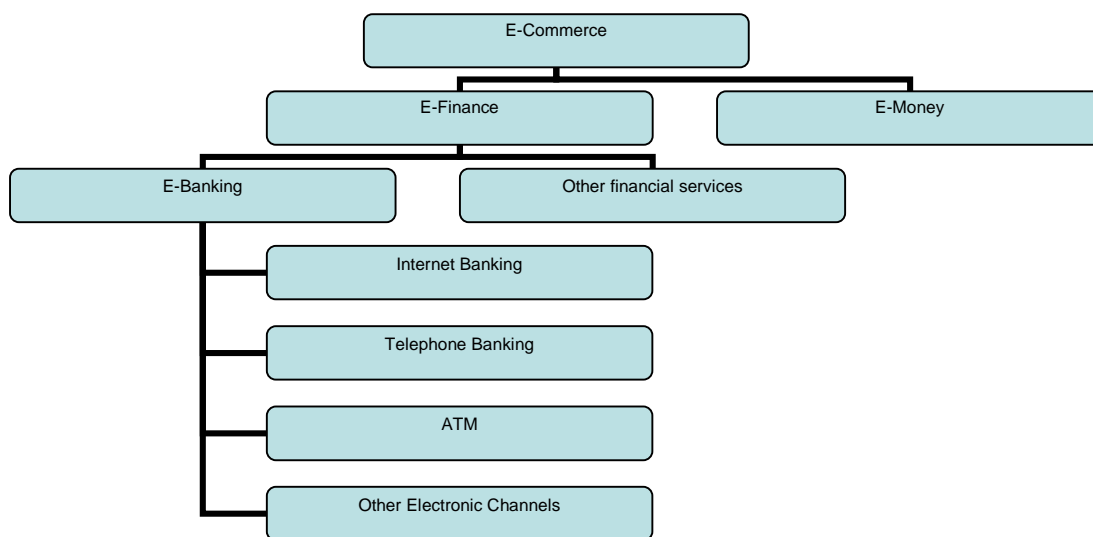 E-Commerce
E-Finance
E-Money
E-Banking
Other financial services
Internet Banking
Telephone Banking
ATM
Other Electronic Channels